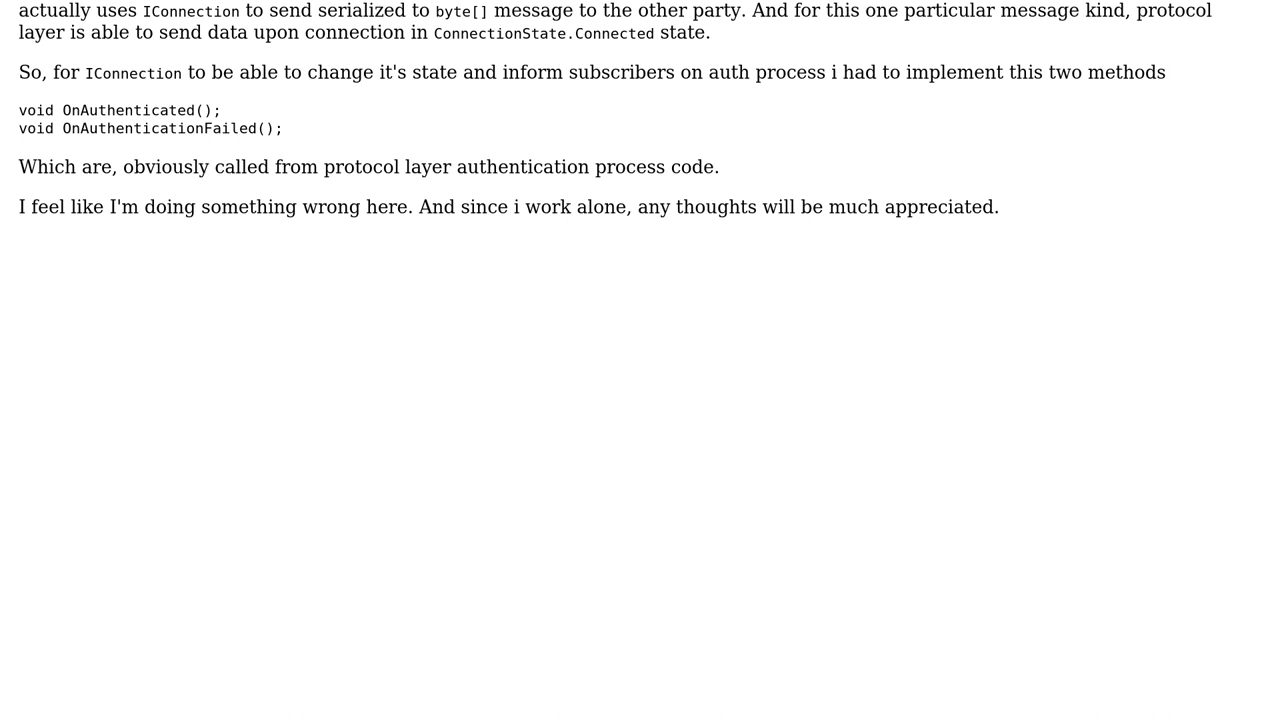 actually uses IConnection to send serialized to byte[] message to the other party. And for this one particular message kind, protocol
layer is able to send data upon connection in ConnectionState.Connected state.
So, for IConnection to be able to change it's state and inform subscribers on auth process i had to implement this two methods
void OnAuthenticated();
void OnAuthenticationFailed();
Which are, obviously called from protocol layer authentication process code.
I feel like I'm doing something wrong here. And since i work alone, any thoughts will be much appreciated.